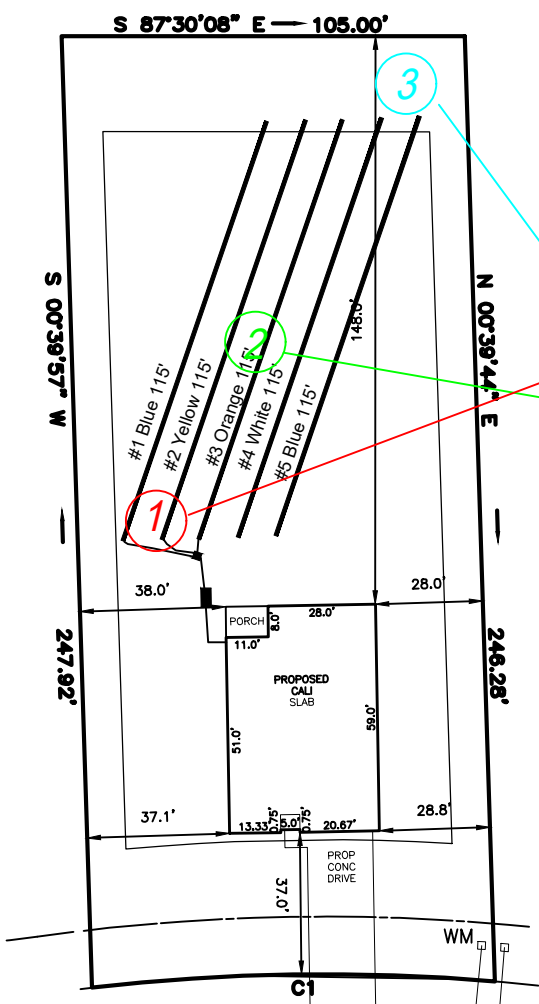 S 87°30'08" E 105.00'
3
S 00°39'57" W
N 00°39'44" E
148.0'
2
#1 Blue 115'
#2 Yellow 115'
#3 Orange 115'
#4 White 115'
#5 Blue 115'
1
38.0'
28.0'
28.0'
PORCH
8.0'
11.0'
247.92'
246.28'
PROPOSED
CALI
SLAB
51.0'
59.0'
37.1'
28.8'
13.33'
0.75'
5.0'
0.75'
20.67'
PROP
CONC
DRIVE
37.0'
WM
C1